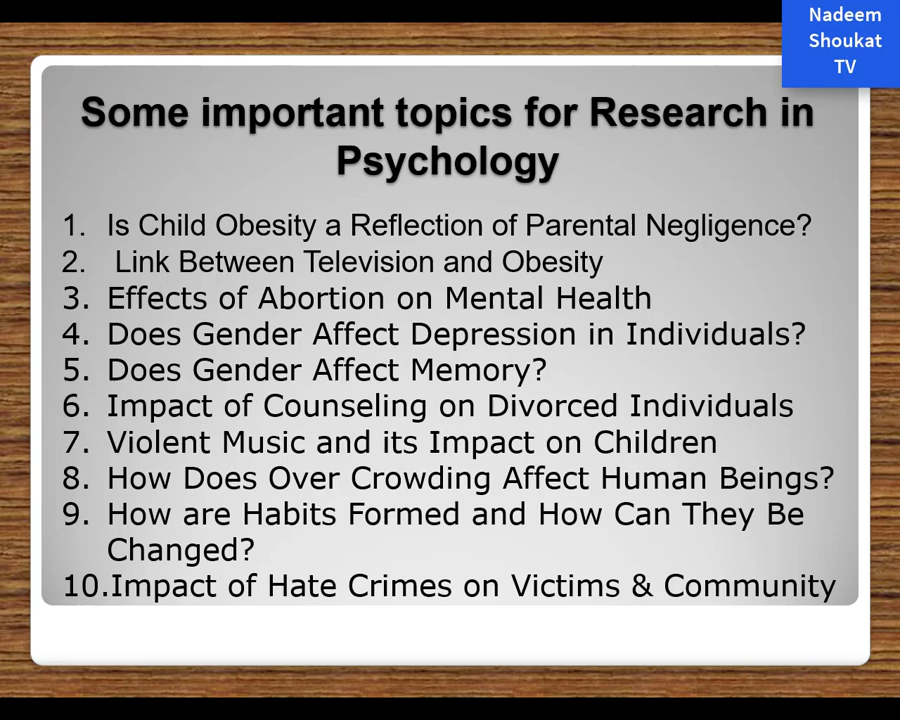 Nadeem
Shoukat
TV
Some important topics for Research in
Psychology
1. Is Child Obesity a Reflection of Parental Negligence?
2. Link Between Television and Obesity
3. Effects of Abortion on Mental Health
4. Does Gender Affect Depression in Individuals?
5. Does Gender Affect Memory?
6. Impact of Counseling on Divorced Individuals
7. Violent Music and its Impact on Children
8. How Does Over Crowding Affect Human Beings?
9. How are Habits Formed and How Can They Be
Changed?
10.Impact of Hate Crimes on Victims & Community